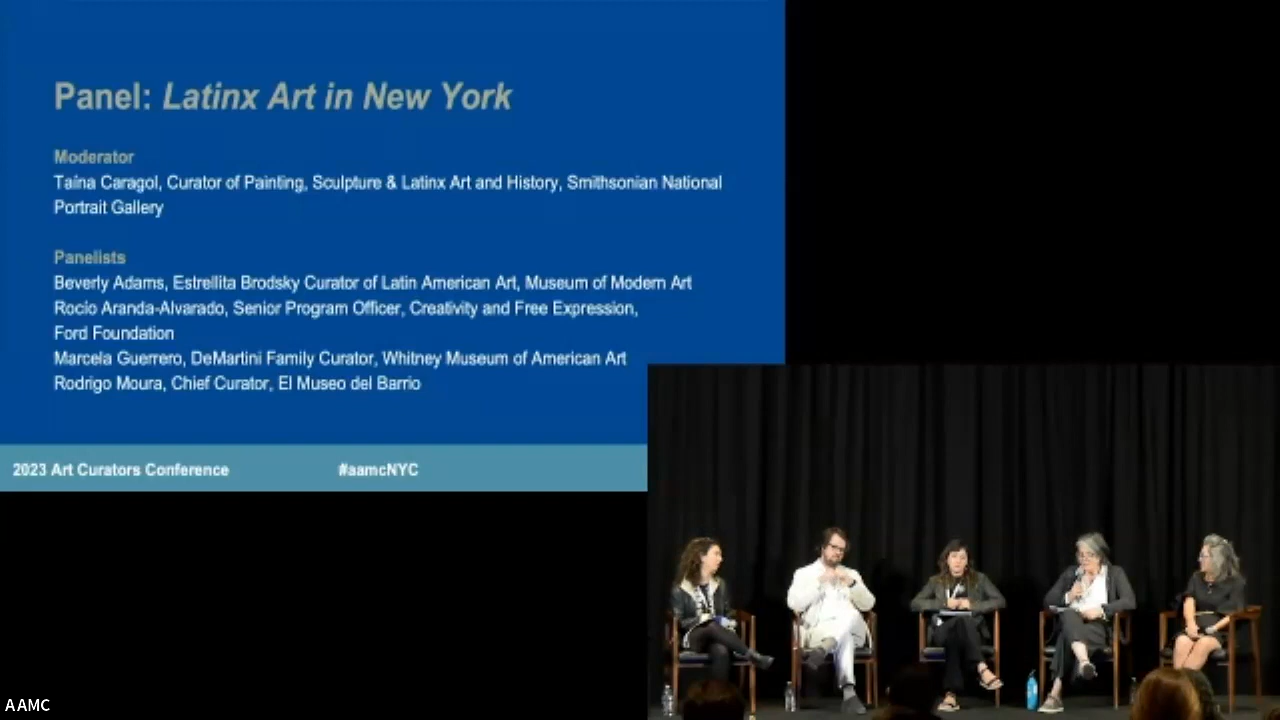 Panel: Latinx Art in New York
Moderator
Taína Caragol, Curator of Painting, Sculpture & Latinx Art and History, Smithsonian National
Portrait Gallery
Panelists
Beverly Adams, Estrellita Brodsky Curator of Latin American Art, Museum of Modern Art
Rocío Aranda-Alvarado, Senior Program Officer, Creativity and Free Expression,
Ford Foundation
Marcela Guerrero, DeMartini Family Curator, Whitney Museum of American Art
Rodrigo Moura, Chief Curator, El Museo del Barrio
2023 Art Curators Conference #aamcNYC
AAMC